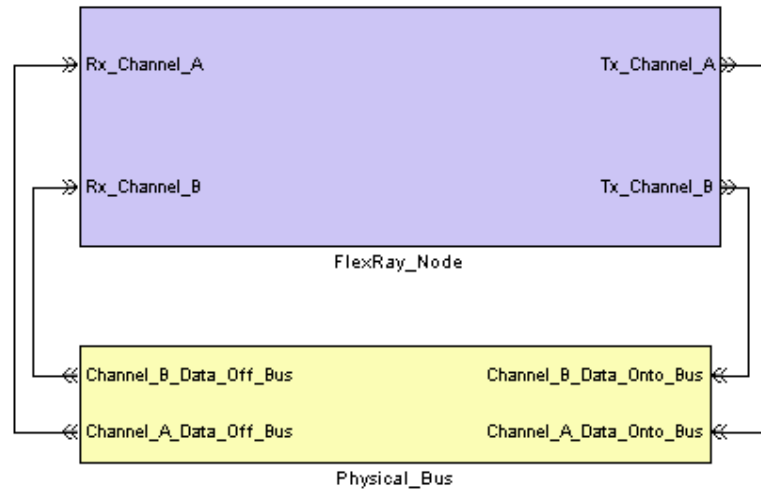 Rx_Channel_A
Tx_Channel_A
Rx_Channel_B
Tx_Channel_B
FlexRay_Node
Channel_B_Data_Off_Bus
Channel_B_Data_Onto_Bus
Channel_A_Data_Off_Bus
Channel_A_Data_Onto_Bus
Physical_Bus